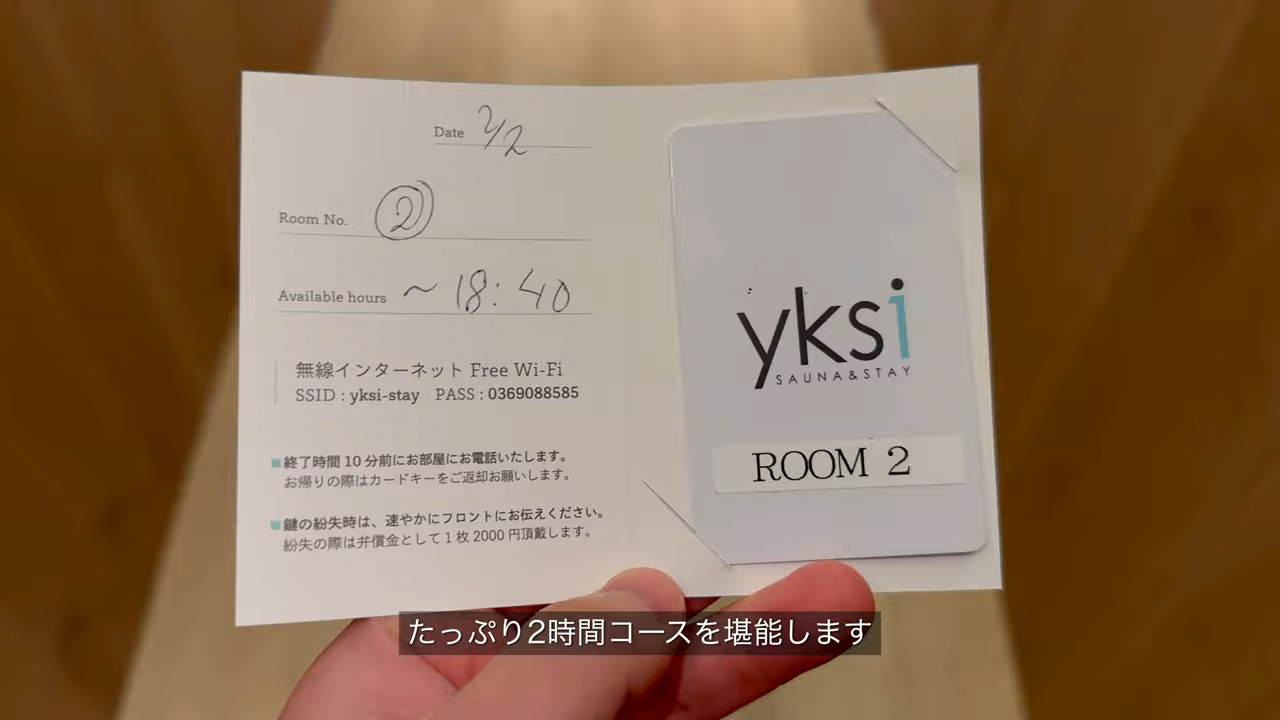 Date 2/2
Room No. 2
Available hours ~ 18:40
無線インターネット Free Wi-Fi
SSID : yksi-stay PASS : 0369088585
■終了時間 10 分前にお部屋にお電話いたします。
お帰りの際はカードキーをご返却お願いします。
■鍵の紛失時は、速やかにフロントにお伝えください。
紛失の際は弁償金として 1 枚 2000 円頂戴します。
yksi
SAUNA&STAY
ROOM 2
たっぷり2時間コースを堪能します